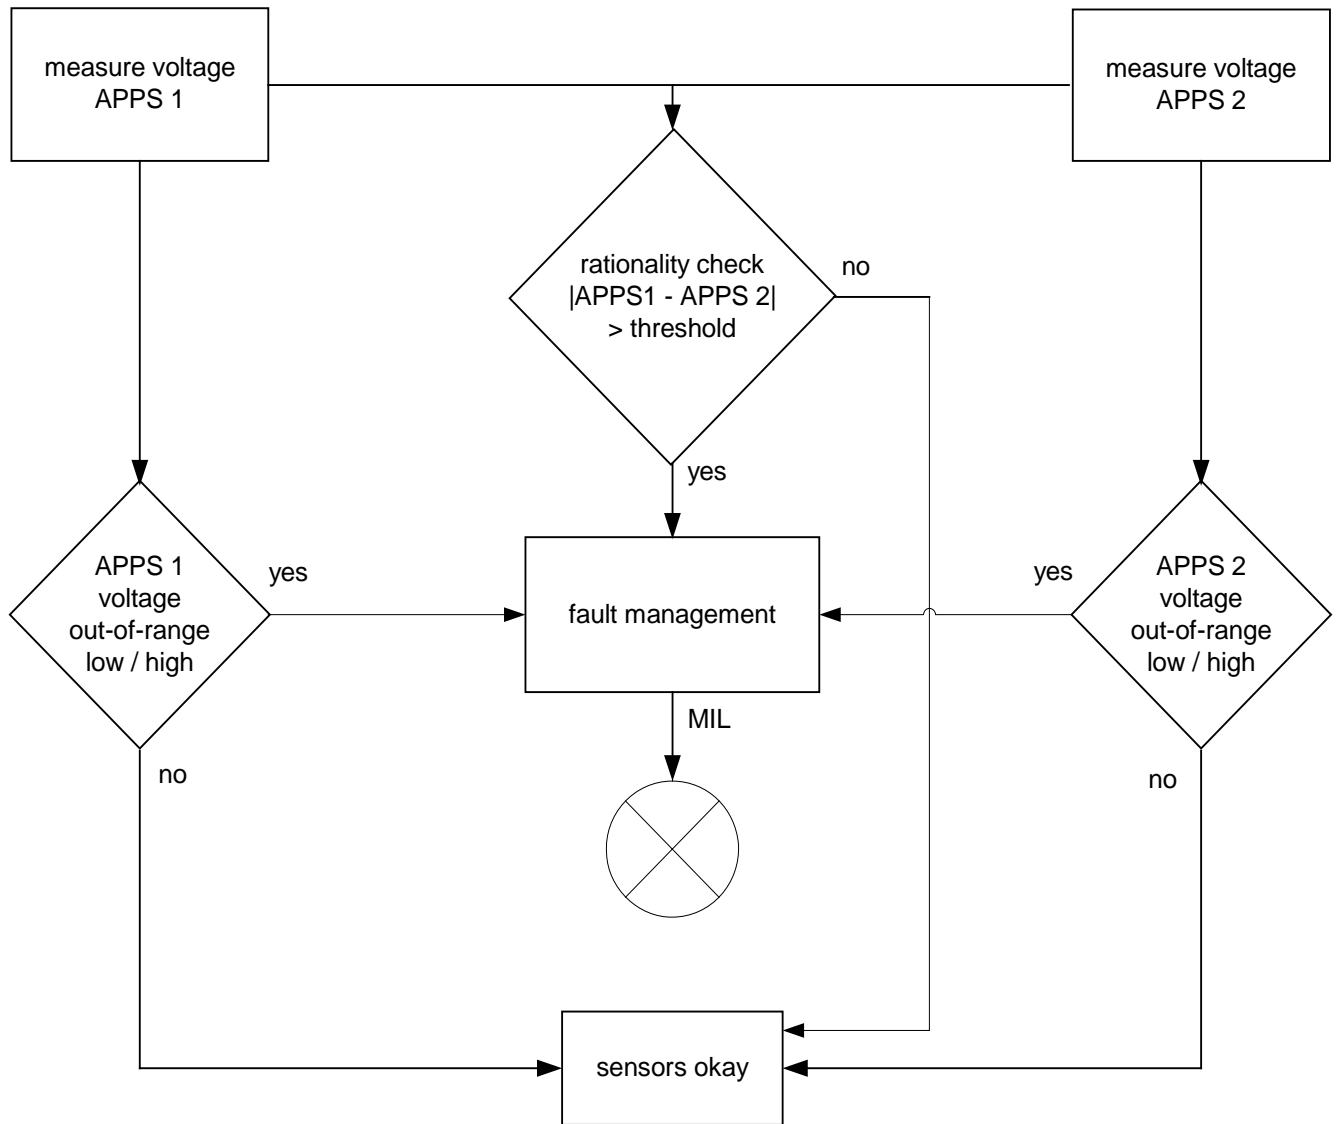 measure voltage
APPS 1
measure voltage
APPS 2
rationality check
|APPS1 - APPS 2|
> threshold
no
yes
APPS 1
voltage
out-of-range
low / high
yes
fault management
yes
APPS 2
voltage
out-of-range
low / high
MIL
no
no
sensors okay